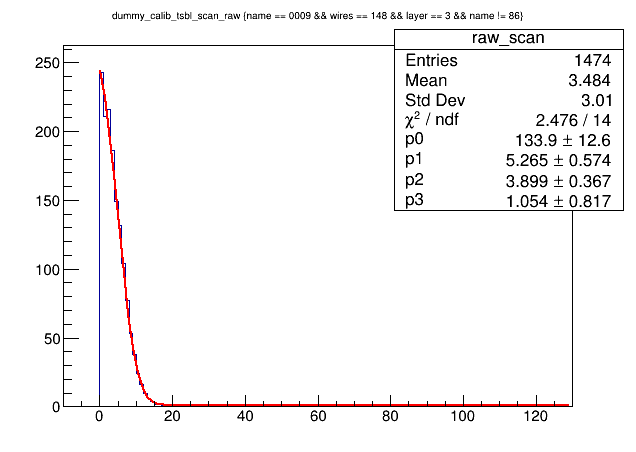 dummy_calib_tsbl_scan_raw {name == 0009 && wires == 148 && layer == 3 && name != 86}
raw_scan
Entries 1474
Mean 3.484
Std Dev 3.01
χ² / ndf 2.476 / 14
p0 133.9 ± 12.6
p1 5.265 ± 0.574
p2 3.899 ± 0.367
p3 1.054 ± 0.817
250
200
150
100
50
0
0 20 40 60 80 100 120